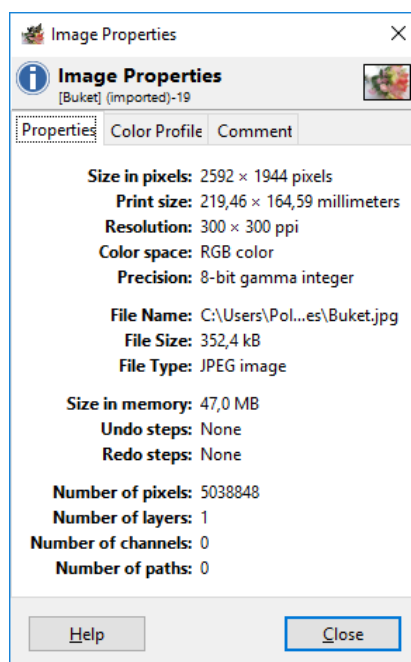 Image Properties
Image Properties
[Buket] (imported)-19
Properties Color Profile Comment
Size in pixels: 2592 × 1944 pixels
Print size: 219,46 × 164,59 millimeters
Resolution: 300 × 300 ppi
Color space: RGB color
Precision: 8-bit gamma integer
File Name: C:\Users\Pol...es\Buket.jpg
File Size: 352,4 kB
File Type: JPEG image
Size in memory: 47,0 MB
Undo steps: None
Redo steps: None
Number of pixels: 5038848
Number of layers: 1
Number of channels: 0
Number of paths: 0
Help Close